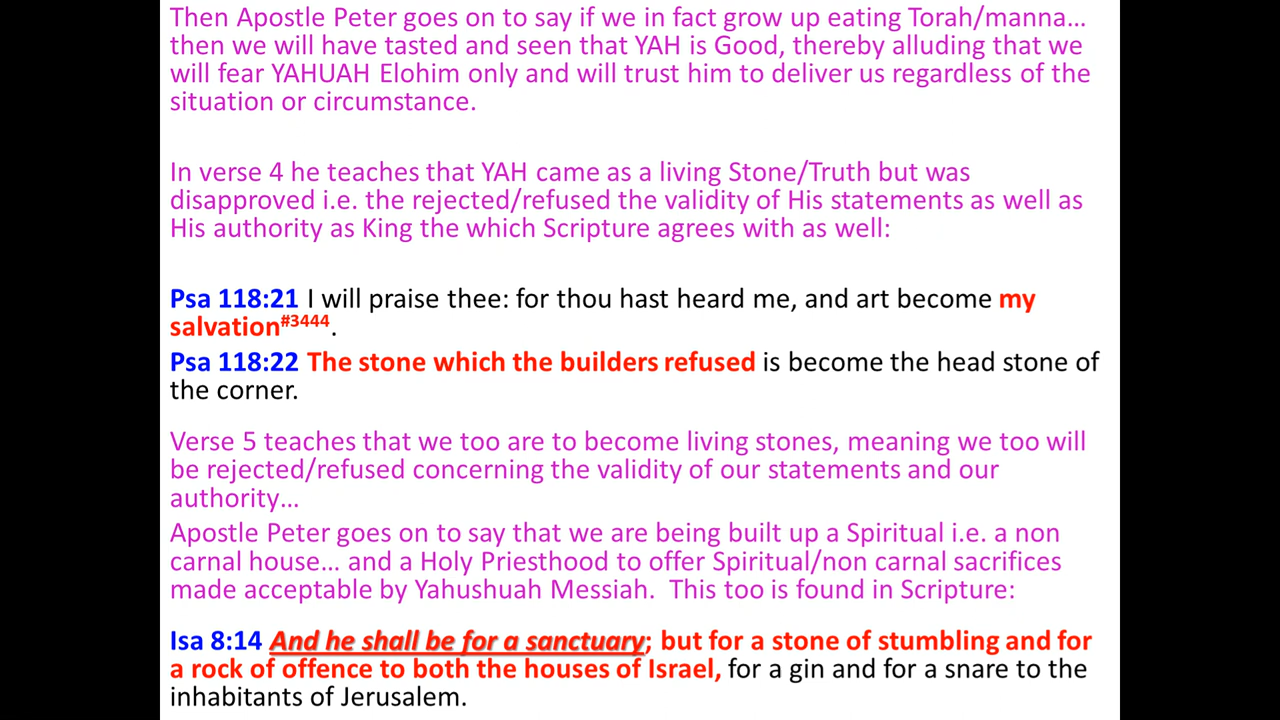 Then Apostle Peter goes on to say if we in fact grow up eating Torah/manna…
then we will have tasted and seen that YAH is Good, thereby alluding that we
will fear YAHUAH Elohim only and will trust him to deliver us regardless of the
situation or circumstance.
In verse 4 he teaches that YAH came as a living Stone/Truth but was
disapproved i.e. the rejected/refused the validity of His statements as well as
His authority as King the which Scripture agrees with as well:
Psa 118:21 I will praise thee: for thou hast heard me, and art become my
salvation#3444.
Psa 118:22 The stone which the builders refused is become the head stone of
the corner.
Verse 5 teaches that we too are to become living stones, meaning we too will
be rejected/refused concerning the validity of our statements and our
authority…
Apostle Peter goes on to say that we are being built up a Spiritual i.e. a non
carnal house… and a Holy Priesthood to offer Spiritual/non carnal sacrifices
made acceptable by Yahushuah Messiah.  This too is found in Scripture:
Isa 8:14 And he shall be for a sanctuary; but for a stone of stumbling and for
a rock of offence to both the houses of Israel, for a gin and for a snare to the
inhabitants of Jerusalem.